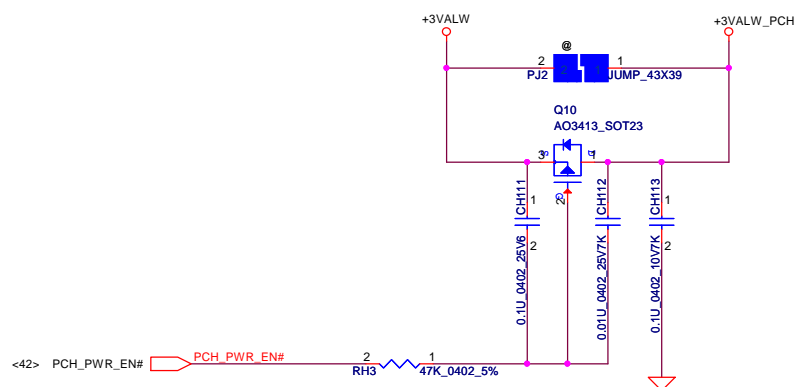 +3VALW
+3VALW_PCH
@
2 1
PJ2 2 1 JUMP_43X39
Q10
AO3413_SOT23
3 S D 1
G 2
CH111 1
2
0.1U_0402_25V6
CH112
0.01U_0402_25V7K
CH113 1
2
0.1U_0402_10V7K
<42> PCH_PWR_EN# PCH_PWR_EN# 2 1
RH3 47K_0402_5%